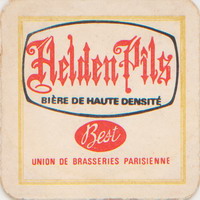 Helden Pils
BIÈRE DE HAUTE DENSITÉ
Best
UNION DE BRASSERIES PARISIENNE